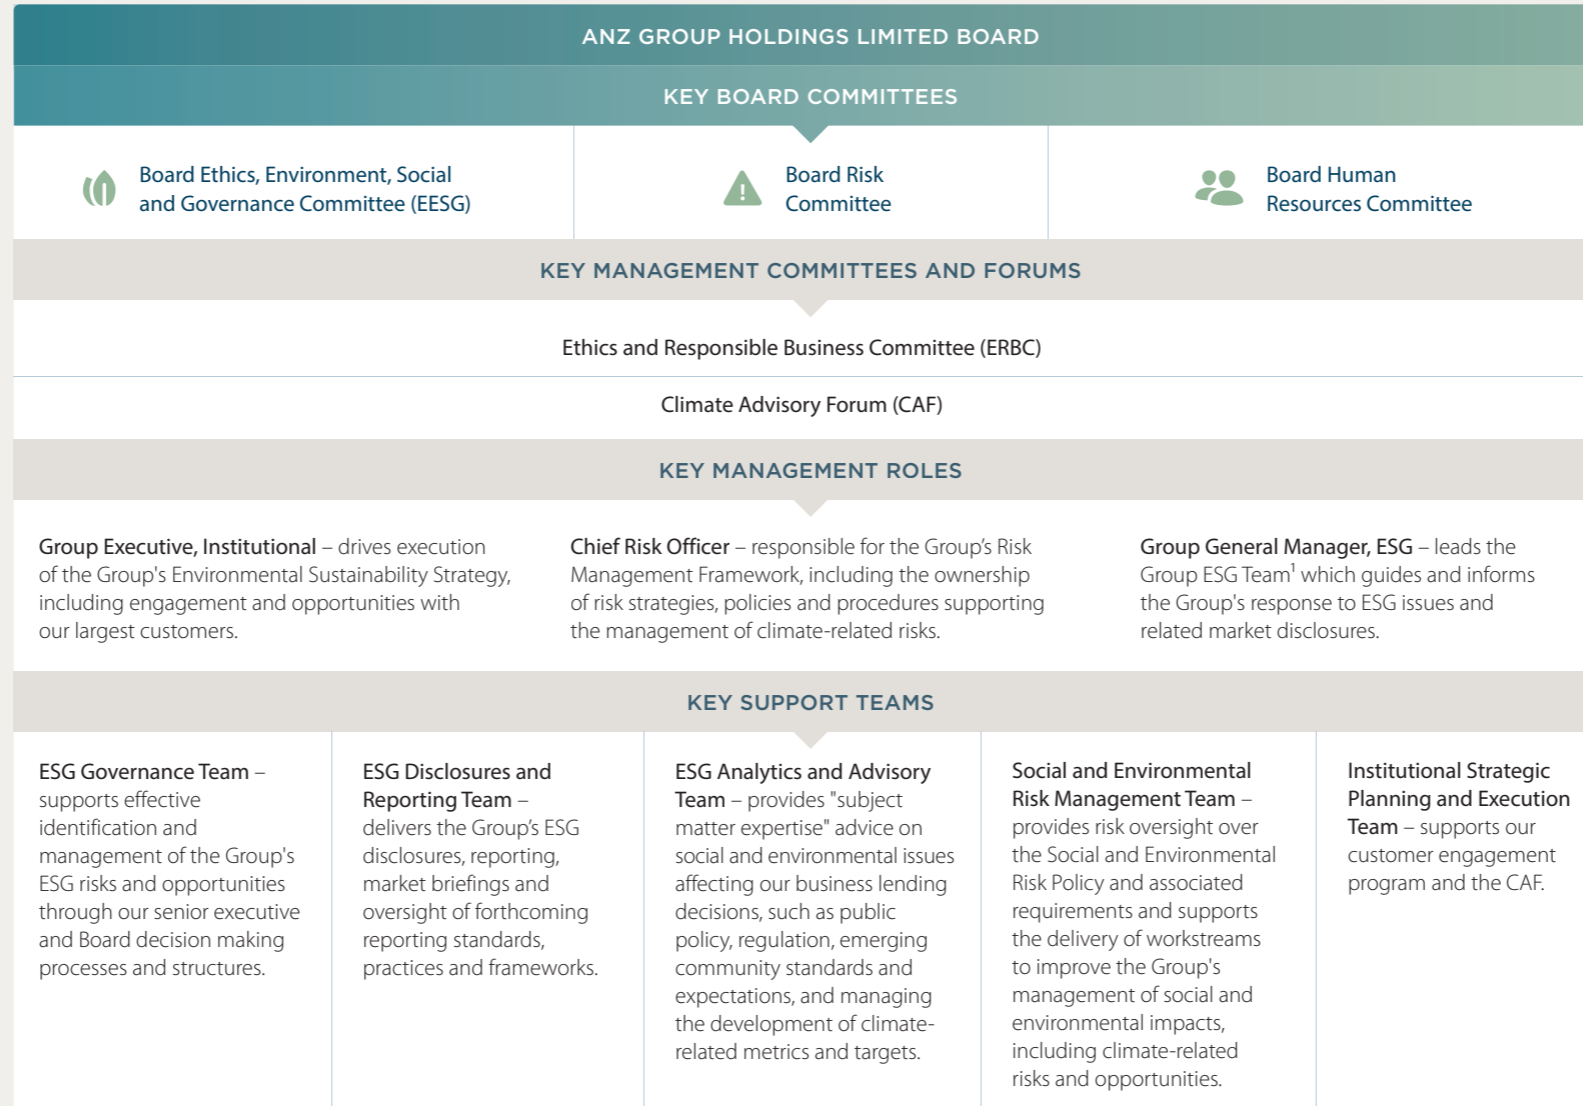 ANZ GROUP HOLDINGS LIMITED BOARD
KEY BOARD COMMITTEES
Board Ethics, Environment, Social
and Governance Committee (EESG)
Board Risk
Committee
Board Human
Resources Committee
KEY MANAGEMENT COMMITTEES AND FORUMS
Ethics and Responsible Business Committee (ERBC)
Climate Advisory Forum (CAF)
KEY MANAGEMENT ROLES
Group Executive, Institutional – drives execution
of the Group's Environmental Sustainability Strategy,
including engagement and opportunities with
our largest customers.
Chief Risk Officer – responsible for the Group’s Risk
Management Framework, including the ownership
of risk strategies, policies and procedures supporting
the management of climate-related risks.
Group General Manager, ESG – leads the
Group ESG Team¹ which guides and informs
the Group's response to ESG issues and
related market disclosures.
KEY SUPPORT TEAMS
ESG Governance Team –
supports effective
identification and
management of the Group's
ESG risks and opportunities
through our senior executive
and Board decision making
processes and structures.
ESG Disclosures and
Reporting Team –
delivers the Group’s ESG
disclosures, reporting,
market briefings and
oversight of forthcoming
reporting standards,
practices and frameworks.
ESG Analytics and Advisory
Team – provides "subject
matter expertise" advice on
social and environmental issues
affecting our business lending
decisions, such as public
policy, regulation, emerging
community standards and
expectations, and managing
the development of climate-
related metrics and targets.
Social and Environmental
Risk Management Team –
provides risk oversight over
the Social and Environmental
Risk Policy and associated
requirements and supports
the delivery of workstreams
to improve the Group's
management of social and
environmental impacts,
including climate-related
risks and opportunities.
Institutional Strategic
Planning and Execution
Team – supports our
customer engagement
program and the CAF.